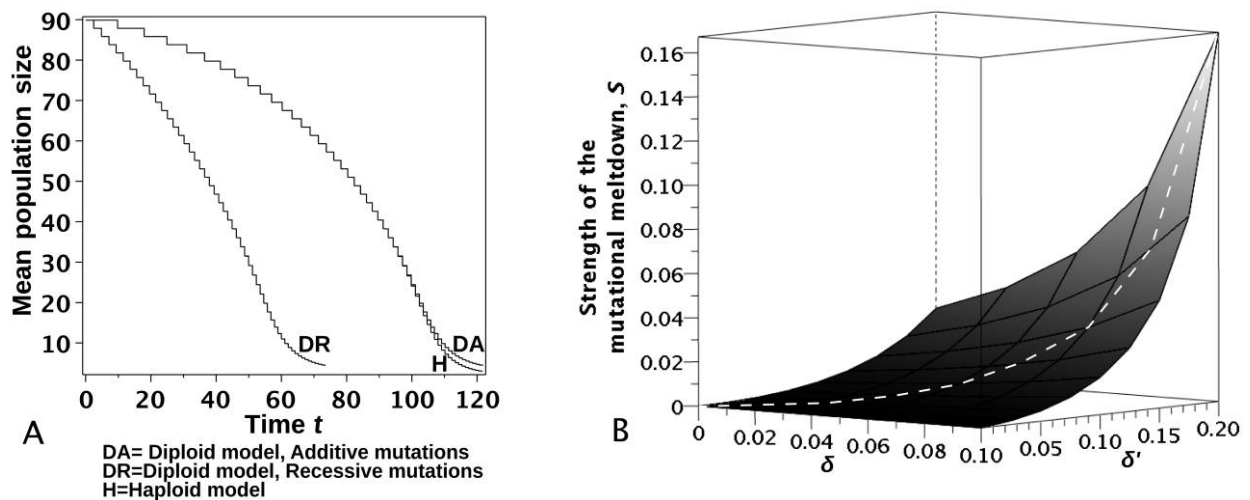 Mean population size
90
80
70
60
50
40
30
20
10
DR
H
DA
0 20 40 60 80 100 120
Time t
A
DA= Diploid model, Additive mutations
DR=Diploid model, Recessive mutations
H=Haploid model
Strength of the
mutational meltdown, S
0.16
0.14
0.12
0.10
0.08
0.06
0.04
0.02
0
0 0.02 0.04 0.06 0.08 0.10
δ
0.05 0.10 0.15 0.20
δ'
B